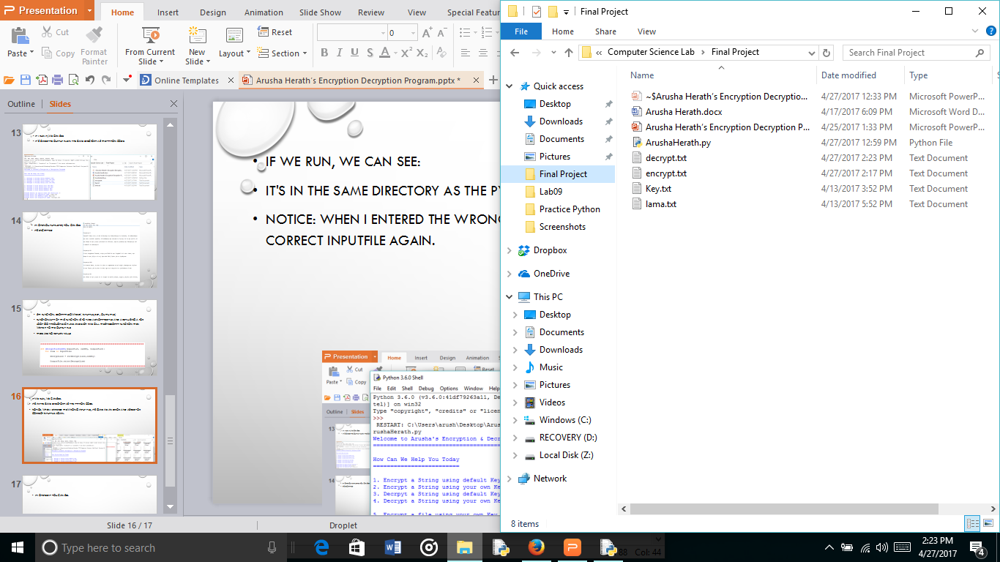 Presentation
Home Insert Design Animation Slide Show Review View Special Featur
Paste Cut Copy Format Painter From Current Slide New Slide Layout Reset Section 0
B I U S A X² X₂
Online Templates Arusha Herath's Encryption Decryption Program.pptx *
Outline Slides
13
14
15
16
17
IF WE RUN, WE CAN SEE:
IT'S IN THE SAME DIRECTORY AS THE PY
NOTICE: WHEN I ENTERED THE WRONG
CORRECT INPUTFILE AGAIN.
Presentation Home Insert Design Animation
Cut
Paste Copy
Python 3.6.0 Shell
File Edit Shell Debug Options Window Help
Python 3.6.0 (v3.6.0:41df79263a11, De
tel)] on win32
Type "copyright", "credits" or "licen
>>>
RESTART: C:\Users\arush\Desktop\Arus
rushaHerath.py
Welcome to Arusha's Encryption & Decr
How Can We Help You Today
1. Encrypt a String using default Key
2. Encrypt a String using your own Ke
3. Decrpyt a String using default Key
4. Decrypt a String using your own Ke
5. Encrypt a file using your own Key
Outline Slides
13
14
Slide 16 / 17 Droplet
Final Project
File Home Share View
« Computer Science Lab > Final Project
Search Final Project
Quick access
Desktop
Downloads
Documents
Pictures
Final Project
Lab09
Practice Python
Screenshots
Dropbox
OneDrive
This PC
Desktop
Documents
Downloads
Music
Pictures
Videos
Windows (C:)
RECOVERY (D:)
Local Disk (Z:)
Network
Name Date modified Type S
~$Arusha Herath's Encryption Decryptio... 4/27/2017 12:33 PM Microsoft PowerP...
Arusha Herath.docx 4/17/2017 6:09 PM Microsoft Word D...
Arusha Herath's Encryption Decryption P... 4/25/2017 1:33 PM Microsoft PowerP...
ArushaHerath.py 4/27/2017 12:59 PM Python File
decrypt.txt 4/27/2017 2:23 PM Text Document
encrypt.txt 4/27/2017 2:17 PM Text Document
Key.txt 4/13/2017 3:52 PM Text Document
lama.txt 4/13/2017 5:52 PM Text Document
8 items
Type here to search
88 Col: 44
2:23 PM
4/27/2017
4